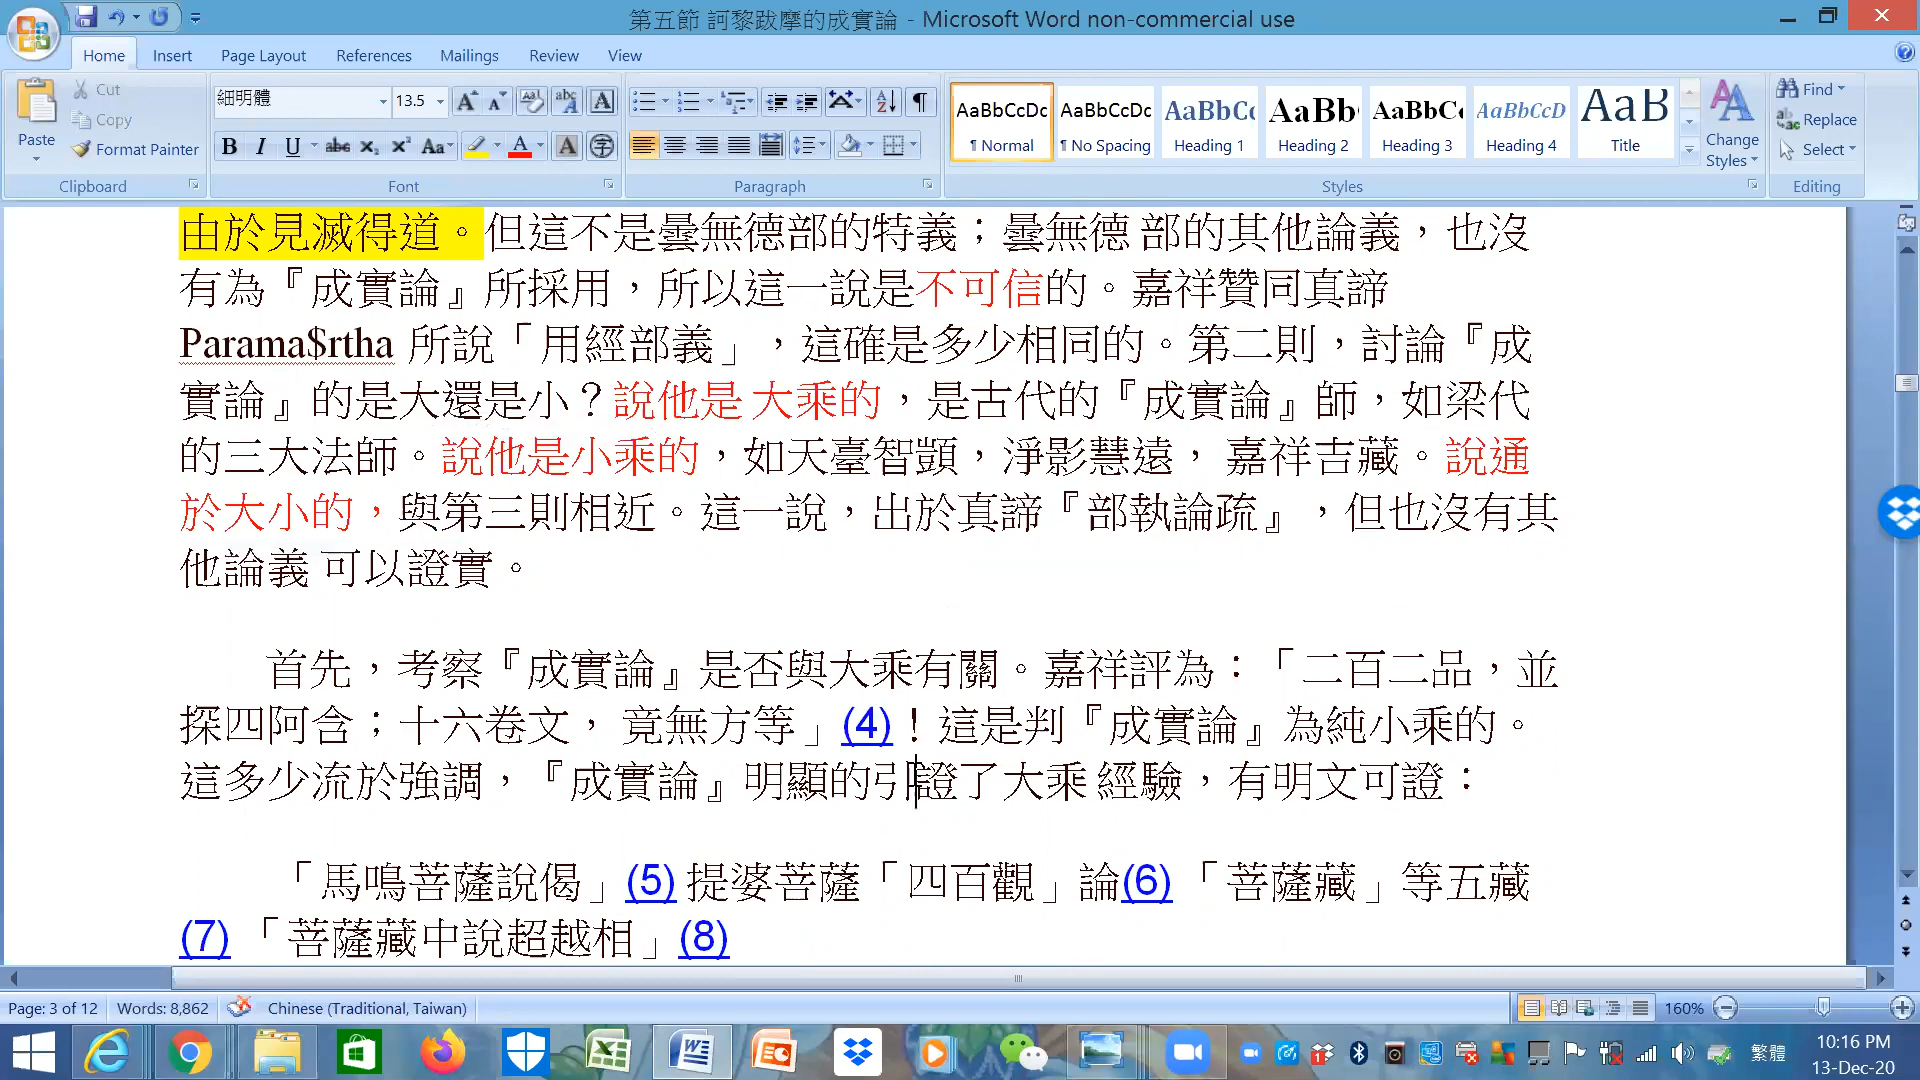 第五節 訶黎跋摩的成實論 - Microsoft Word non-commercial use
Home Insert Page Layout References Mailings Review View
Paste
Cut
Copy
Format Painter
Clipboard
細明體 13.5
Font
Paragraph
AaBbCcDc AaBbCcDc AaBbCc AaBb AaBbCc AaBbCcD AaB
¶ Normal ¶ No Spacing Heading 1 Heading 2 Heading 3 Heading 4 Title
Change Styles
Styles
Find
Replace
Select
Editing
由於見滅得道。但這不是曇無德部的特義；曇無德 部的其他論義，也沒
有為『成實論』所採用，所以這一說是不可信的。嘉祥贊同真諦
Parama$rtha 所說「用經部義」，這確是多少相同的。第二則，討論『成
實論』的是大還是小？說他是 大乘的，是古代的『成實論』師，如梁代
的三大法師。說他是小乘的，如天臺智顗，淨影慧遠， 嘉祥吉藏。說通
於大小的，與第三則相近。這一說，出於真諦『部執論疏』，但也沒有其
他論義 可以證實。
首先，考察『成實論』是否與大乘有關。嘉祥評為：「二百二品，並
探四阿含；十六卷文， 竟無方等」(4)！這是判『成實論』為純小乘的。
這多少流於強調，『成實論』明顯的引證了大乘 經驗，有明文可證：
「馬鳴菩薩說偈」(5) 提婆菩薩「四百觀」論(6) 「菩薩藏」等五藏
(7) 「菩薩藏中說超越相」(8)
Page: 3 of 12 Words: 8,862 Chinese (Traditional, Taiwan) 160%
繁體
10:16 PM
13-Dec-20